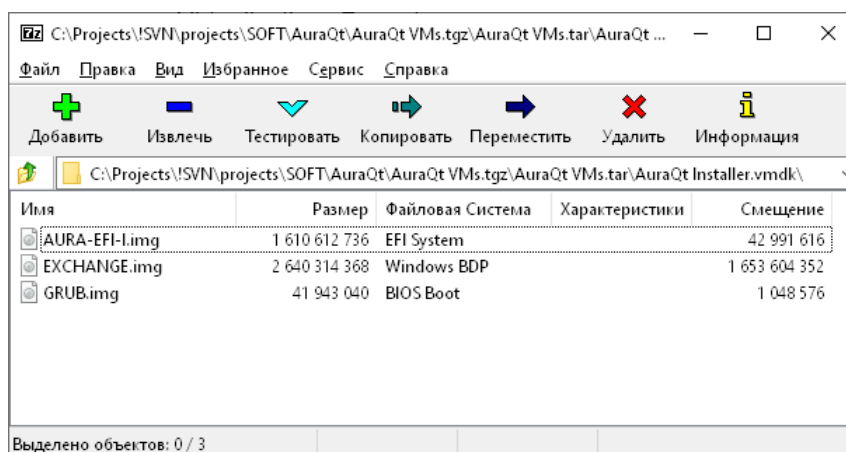 7z C:\Projects\!SVN\projects\SOFT\AuraQt\AuraQt VMs.tgz\AuraQt VMs.tar\AuraQt ...
Файл Правка Вид Избранное Сервис Справка
Добавить Извлечь Тестировать Копировать Переместить Удалить Информация
C:\Projects\!SVN\projects\SOFT\AuraQt\AuraQt VMs.tgz\AuraQt VMs.tar\AuraQt Installer.vmdk\
Имя Размер Файловая Система Характеристики Смещение
AURA-EFI-I.img 1 610 612 736 EFI System 42 991 616
EXCHANGE.img 2 640 314 368 Windows BDP 1 653 604 352
GRUB.img 41 943 040 BIOS Boot 1 048 576
Выделено объектов: 0 / 3